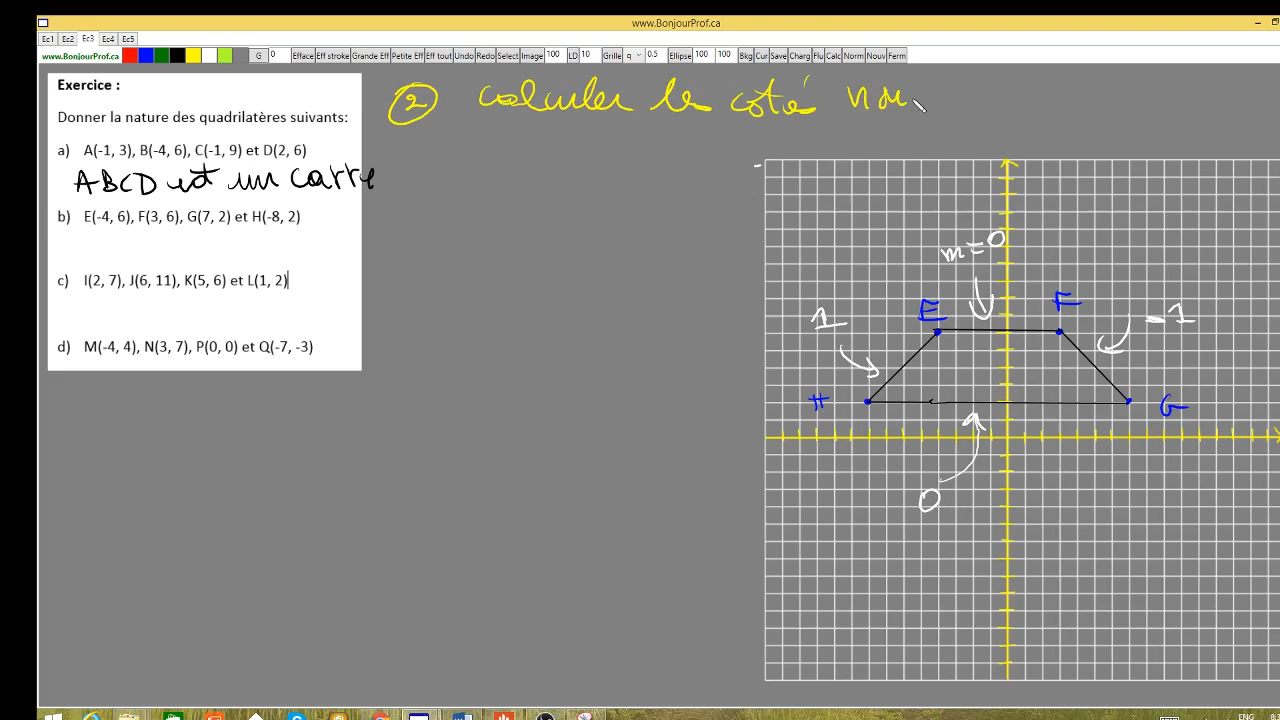 www.BonjourProf.ca
Ec1 Ec2 Ec3 Ec4 Ec5
www.BonjourProf.ca G 0 Efface Eff stroke Grande Eff Petite Eff Eff tout Undo Redo Select Image 100 LD 10 Grille q 0.5 Ellipse 100 100 Bkg Cur Save Charg Flu Calc Norm Nouv Ferm
② calculer les cotés
Exercice :
Donner la nature des quadrilatères suivants:
a) A(-1, 3), B(-4, 6), C(-1, 9) et D(2, 6)
ABCD est un carre
b) E(-4, 6), F(3, 6), G(7, 2) et H(-8, 2)
c) I(2, 7), J(6, 11), K(5, 6) et L(1, 2)
d) M(-4, 4), N(3, 7), P(0, 0) et Q(-7, -3)
m=0
E F
1 -1
H G
0
ENG